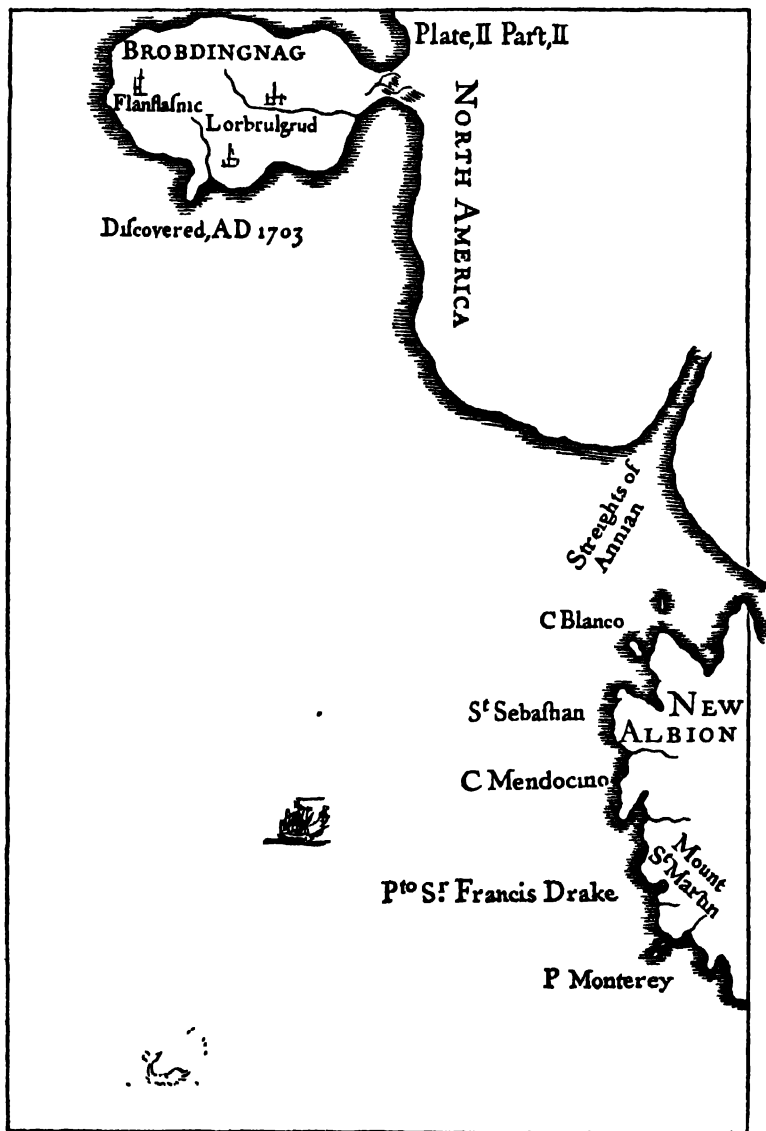 Plate,II Part,II
BROBDINGNAG
Flanflaſnic
Lorbrulgrud
Diſcovered,AD 1703
NORTH AMERICA
Streights of
Annian
C Blanco
St Sebaſtian
NEW
ALBION
C Mendocino
Mount
St Martin
Pto Sr. Francis Drake
P Monterey